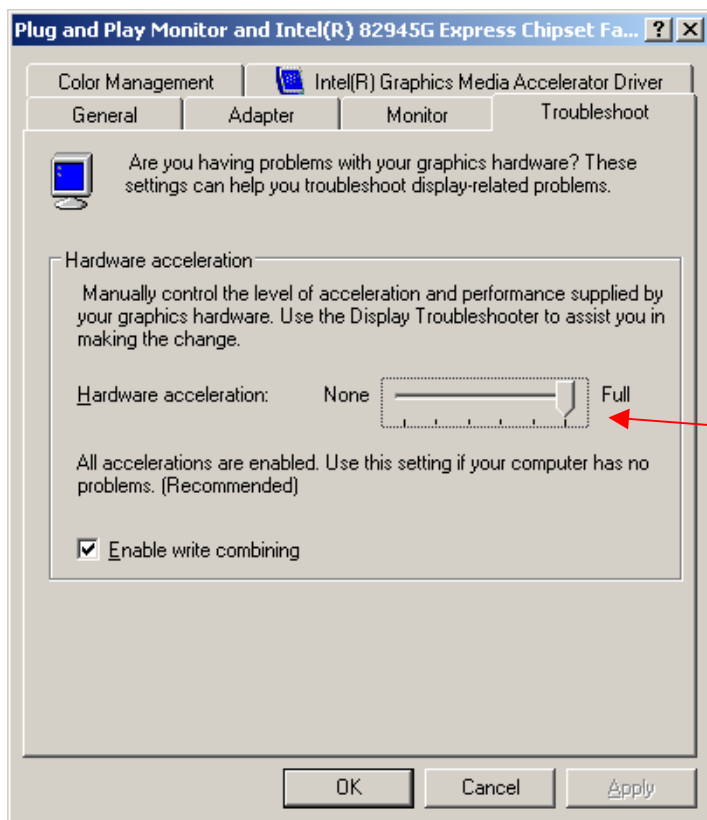 Plug and Play Monitor and Intel(R) 82945G Express Chipset Fa... ? X
Color Management Intel(R) Graphics Media Accelerator Driver
General Adapter Monitor Troubleshoot
Are you having problems with your graphics hardware? These
settings can help you troubleshoot display-related problems.
Hardware acceleration
Manually control the level of acceleration and performance supplied by
your graphics hardware. Use the Display Troubleshooter to assist you in
making the change.
Hardware acceleration: None Full
All accelerations are enabled. Use this setting if your computer has no
problems. (Recommended)
Enable write combining
OK Cancel Apply